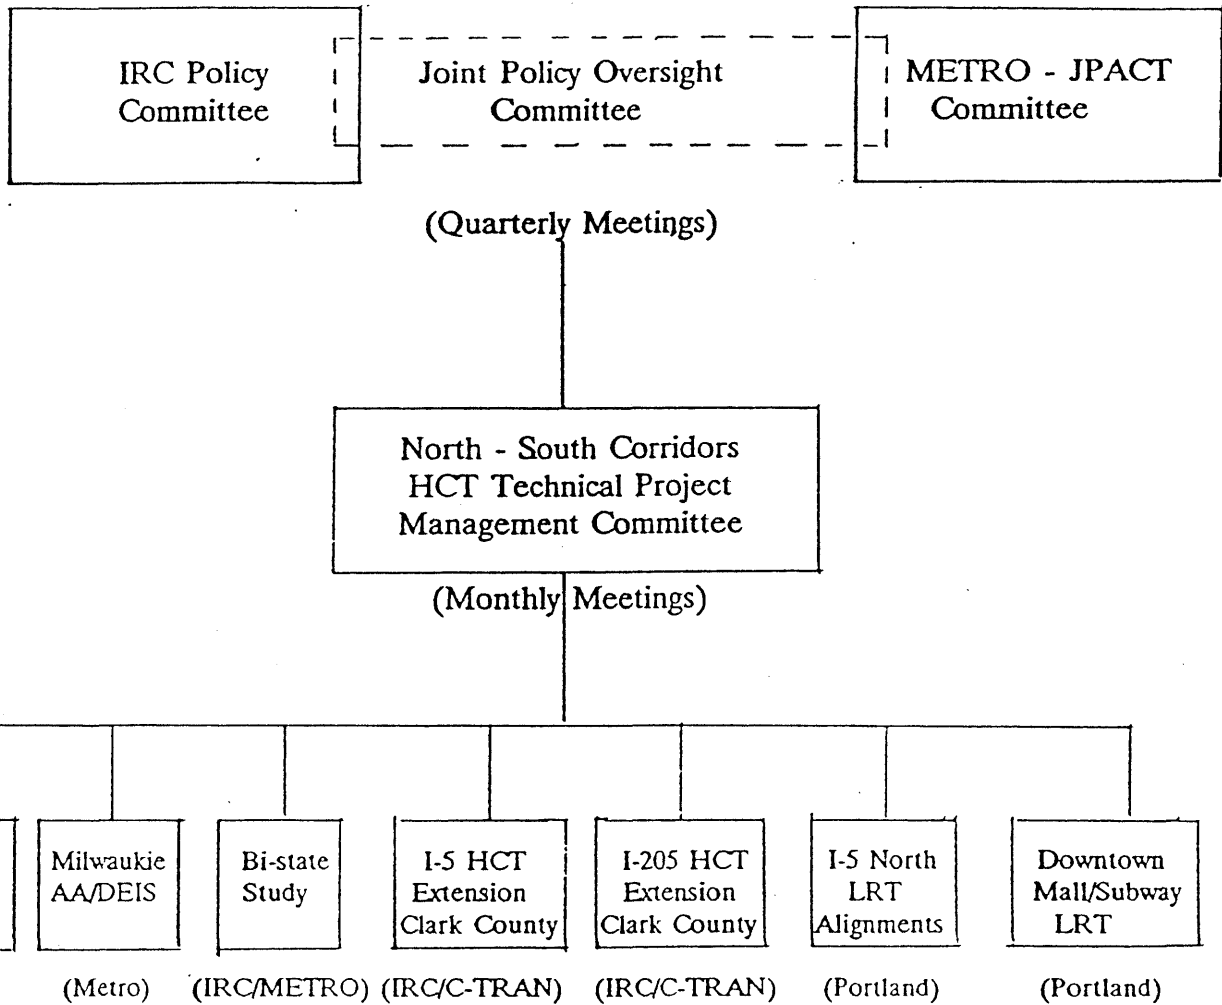 IRC Policy
Committee
Joint Policy Oversight
Committee
METRO - JPACT
Committee
(Quarterly Meetings)
North - South Corridors
HCT Technical Project
Management Committee
(Monthly Meetings)
Milwaukie
AA/DEIS
(Metro)
Bi-state
Study
(IRC/METRO)
I-5 HCT
Extension
Clark County
(IRC/C-TRAN)
I-205 HCT
Extension
Clark County
(IRC/C-TRAN)
I-5 North
LRT
Alignments
(Portland)
Downtown
Mall/Subway
LRT
(Portland)